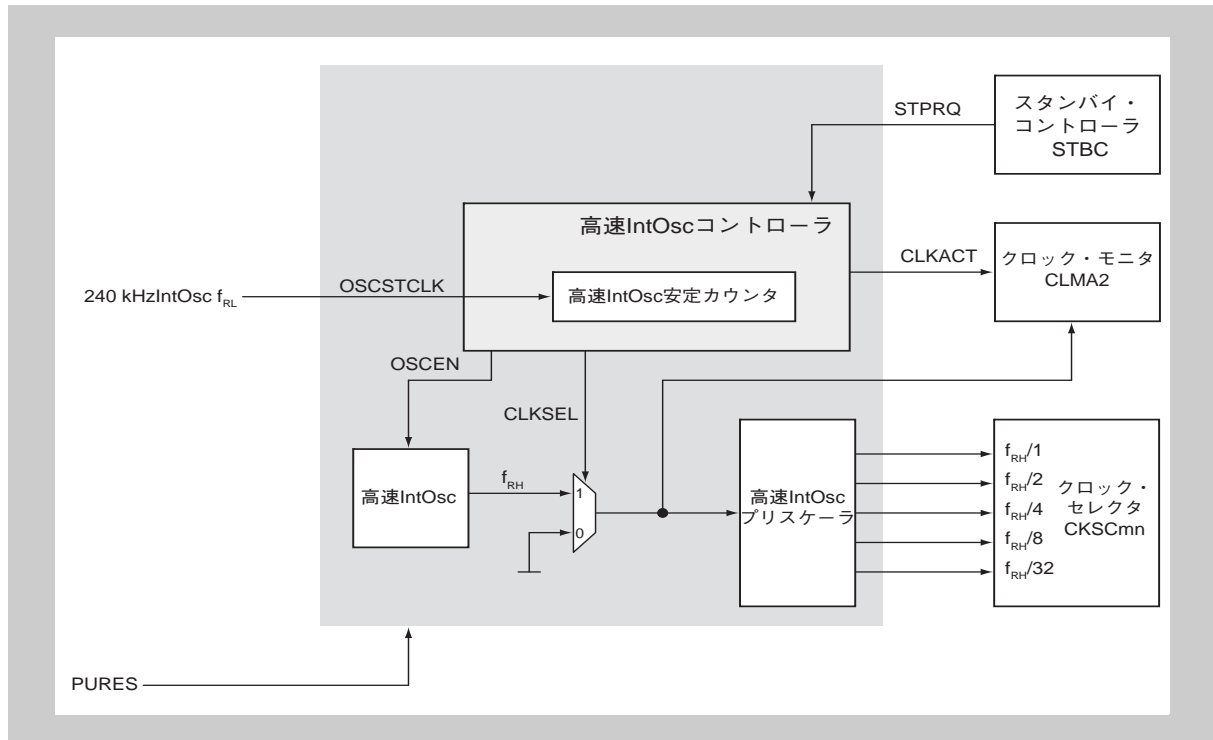 STPRQ
スタンバイ・
コントローラ
STBC
高速IntOscコントローラ
CLKACT
クロック・モニタ
CLMA2
240 kHzIntOsc fRL
OSCSTCLK
高速IntOsc安定カウンタ
OSCEN
CLKSEL
高速IntOsc
fRH
1
0
高速IntOsc
プリスケーラ
fRH/1
fRH/2
fRH/4
fRH/8
fRH/32
クロック・
セレクタ
CKSCmn
PURES